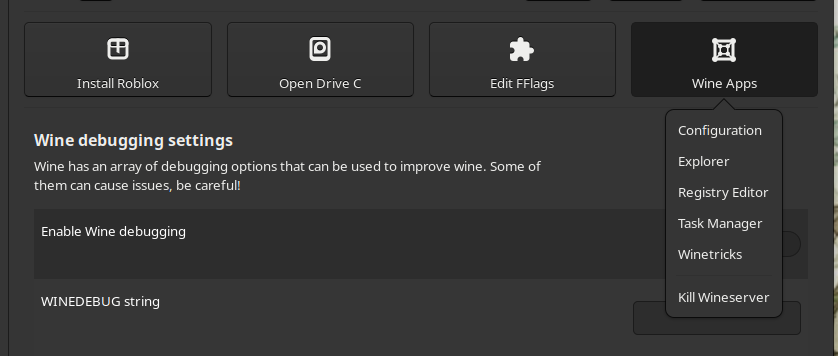 Install Roblox
Open Drive C
Edit FFlags
Wine Apps
Wine debugging settings
Wine has an array of debugging options that can be used to improve wine. Some of
them can cause issues, be careful!
Enable Wine debugging
WINEDEBUG string
Configuration
Explorer
Registry Editor
Task Manager
Winetricks
Kill Wineserver